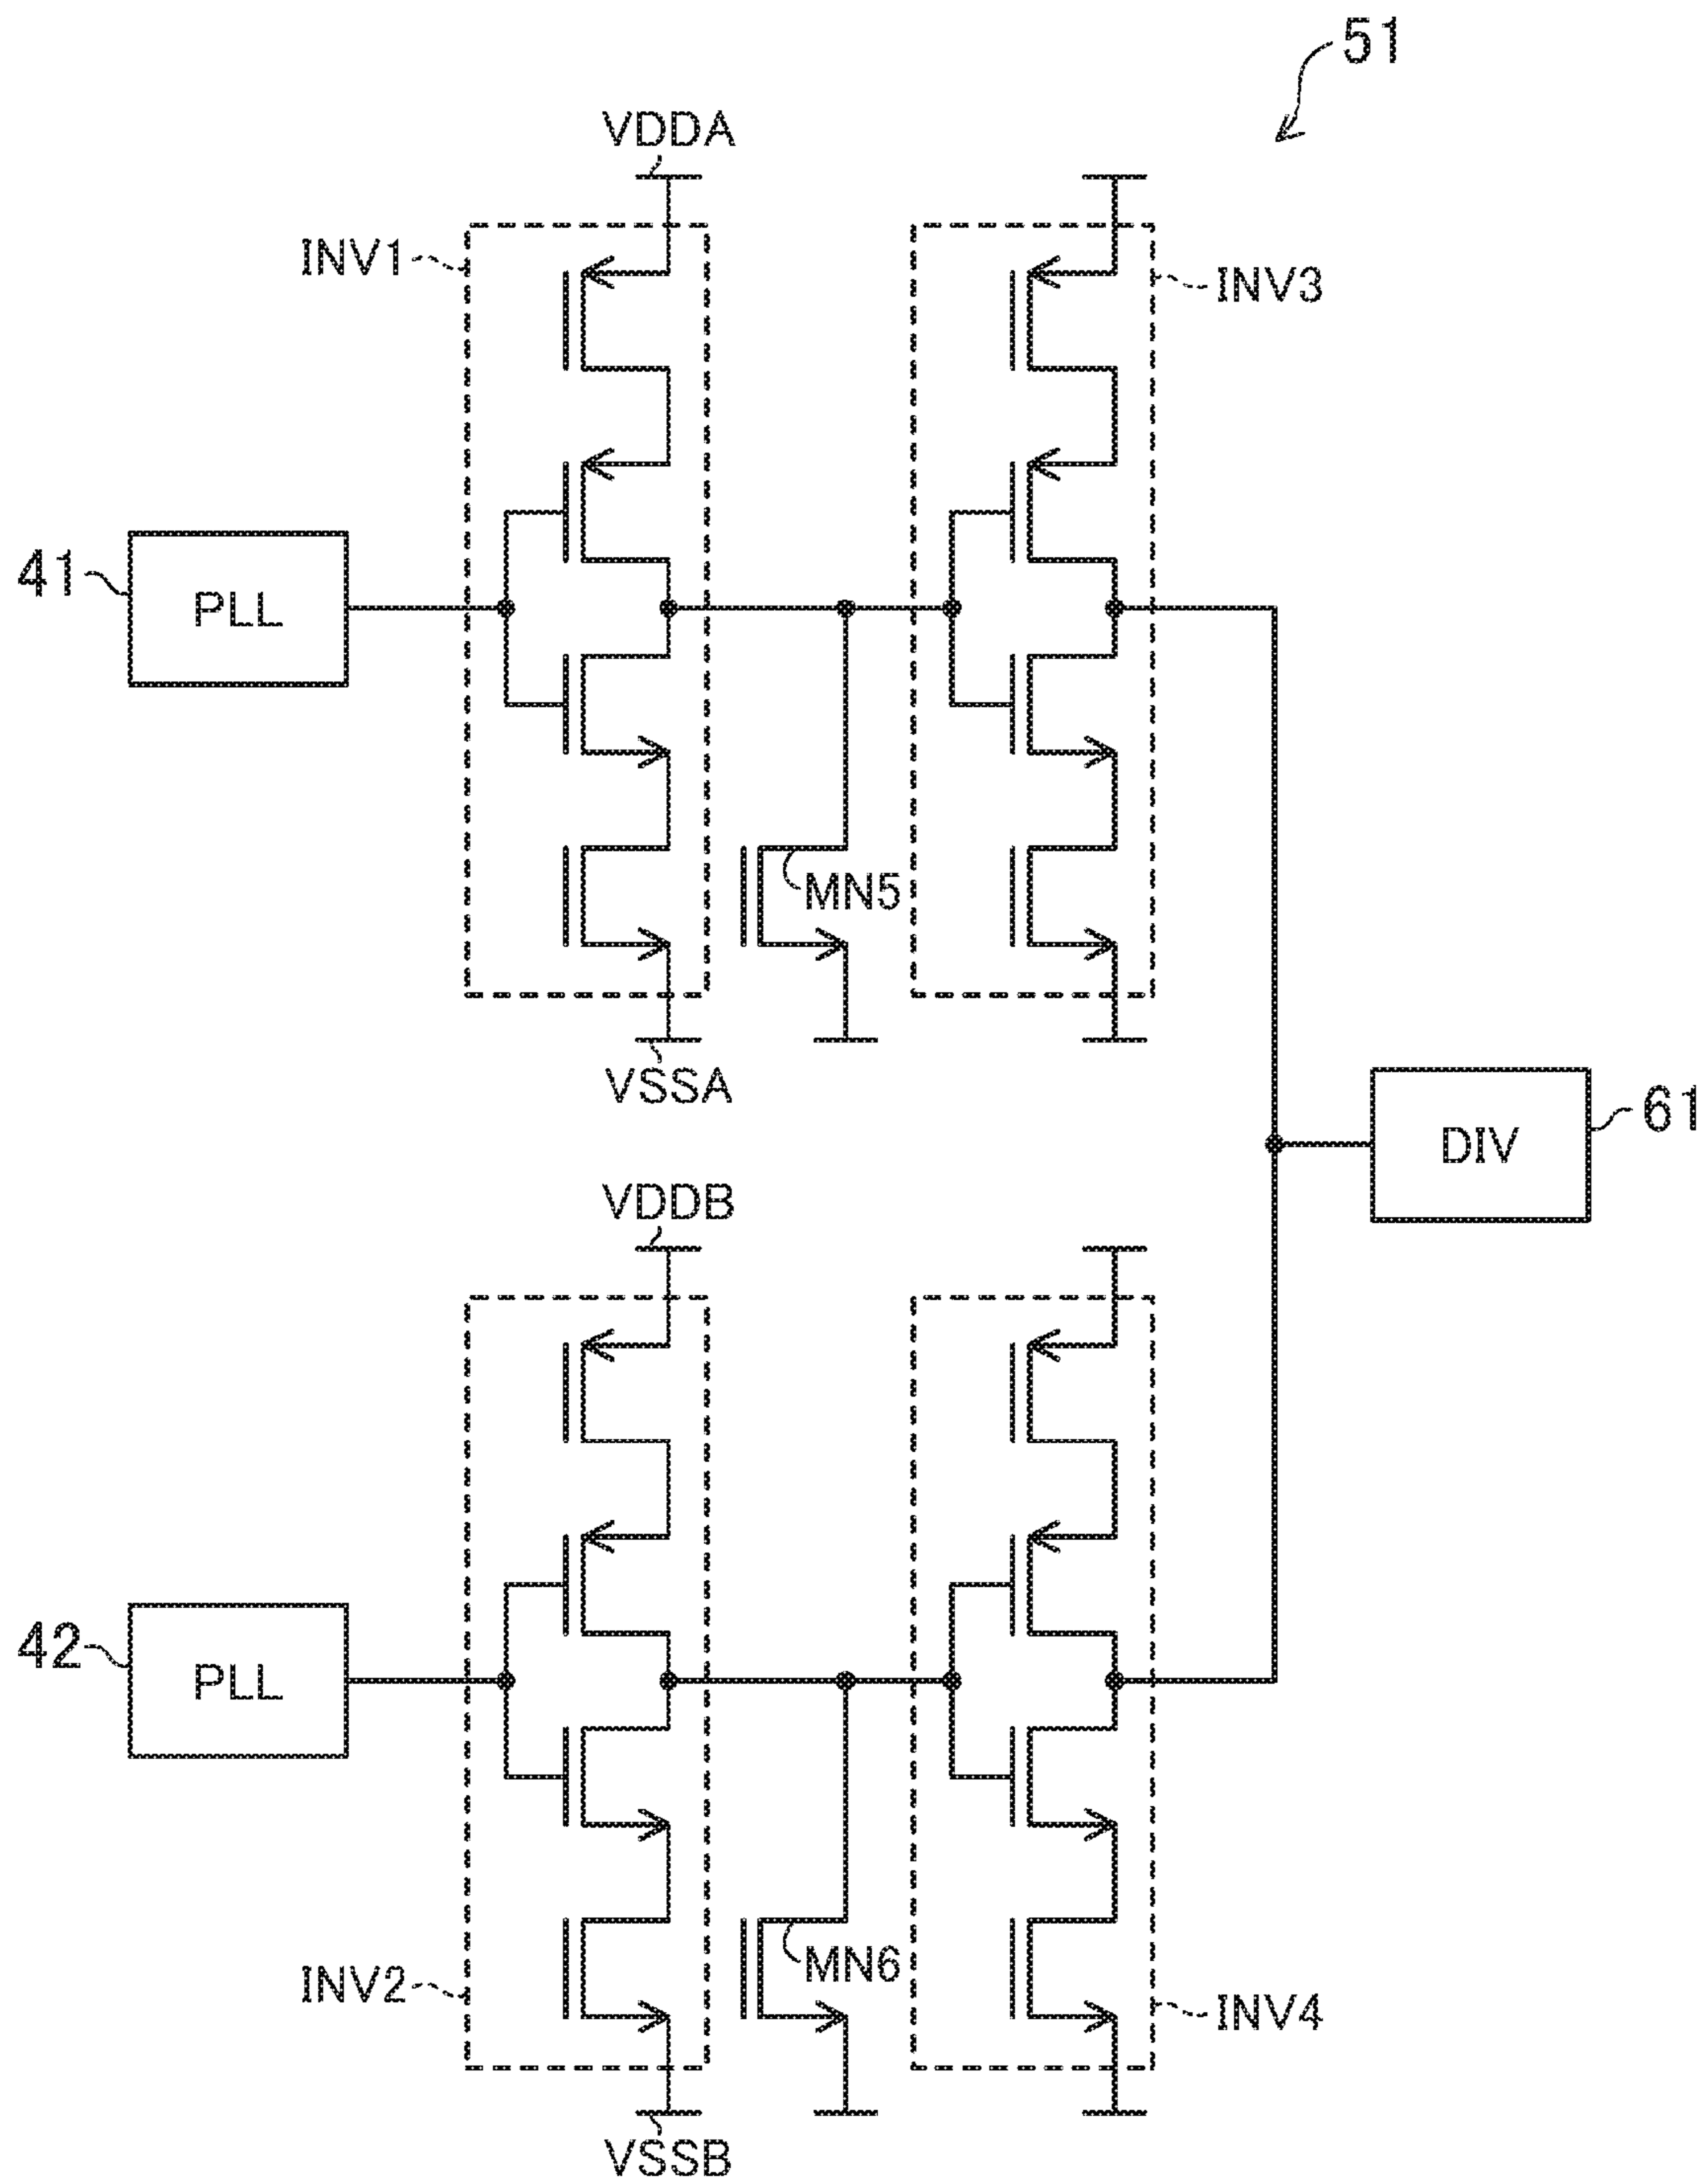 51
VDDA
INV1
INV3
41
PLL
MN5
VSSA
61
DIV
VDDB
42
PLL
INV2
MN6
INV4
VSSB